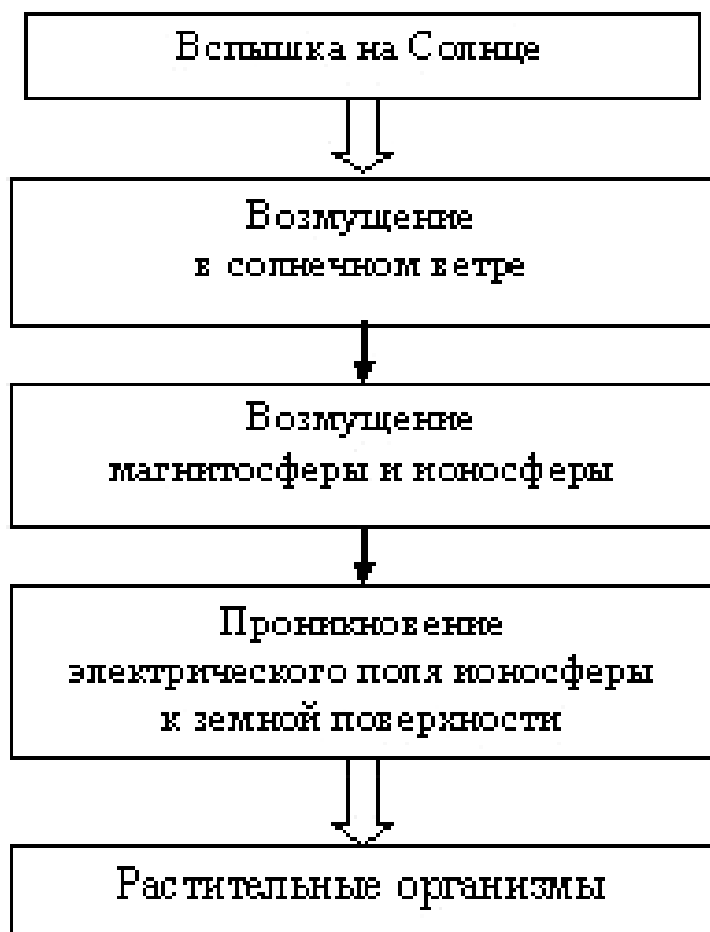 Вспышка на Солнце
Возмущение
в солнечном ветре
Возмущение
магнитосферы и ионосферы
Проникновение
электрического поля ионосферы
к земной поверхности
Растительные организмы